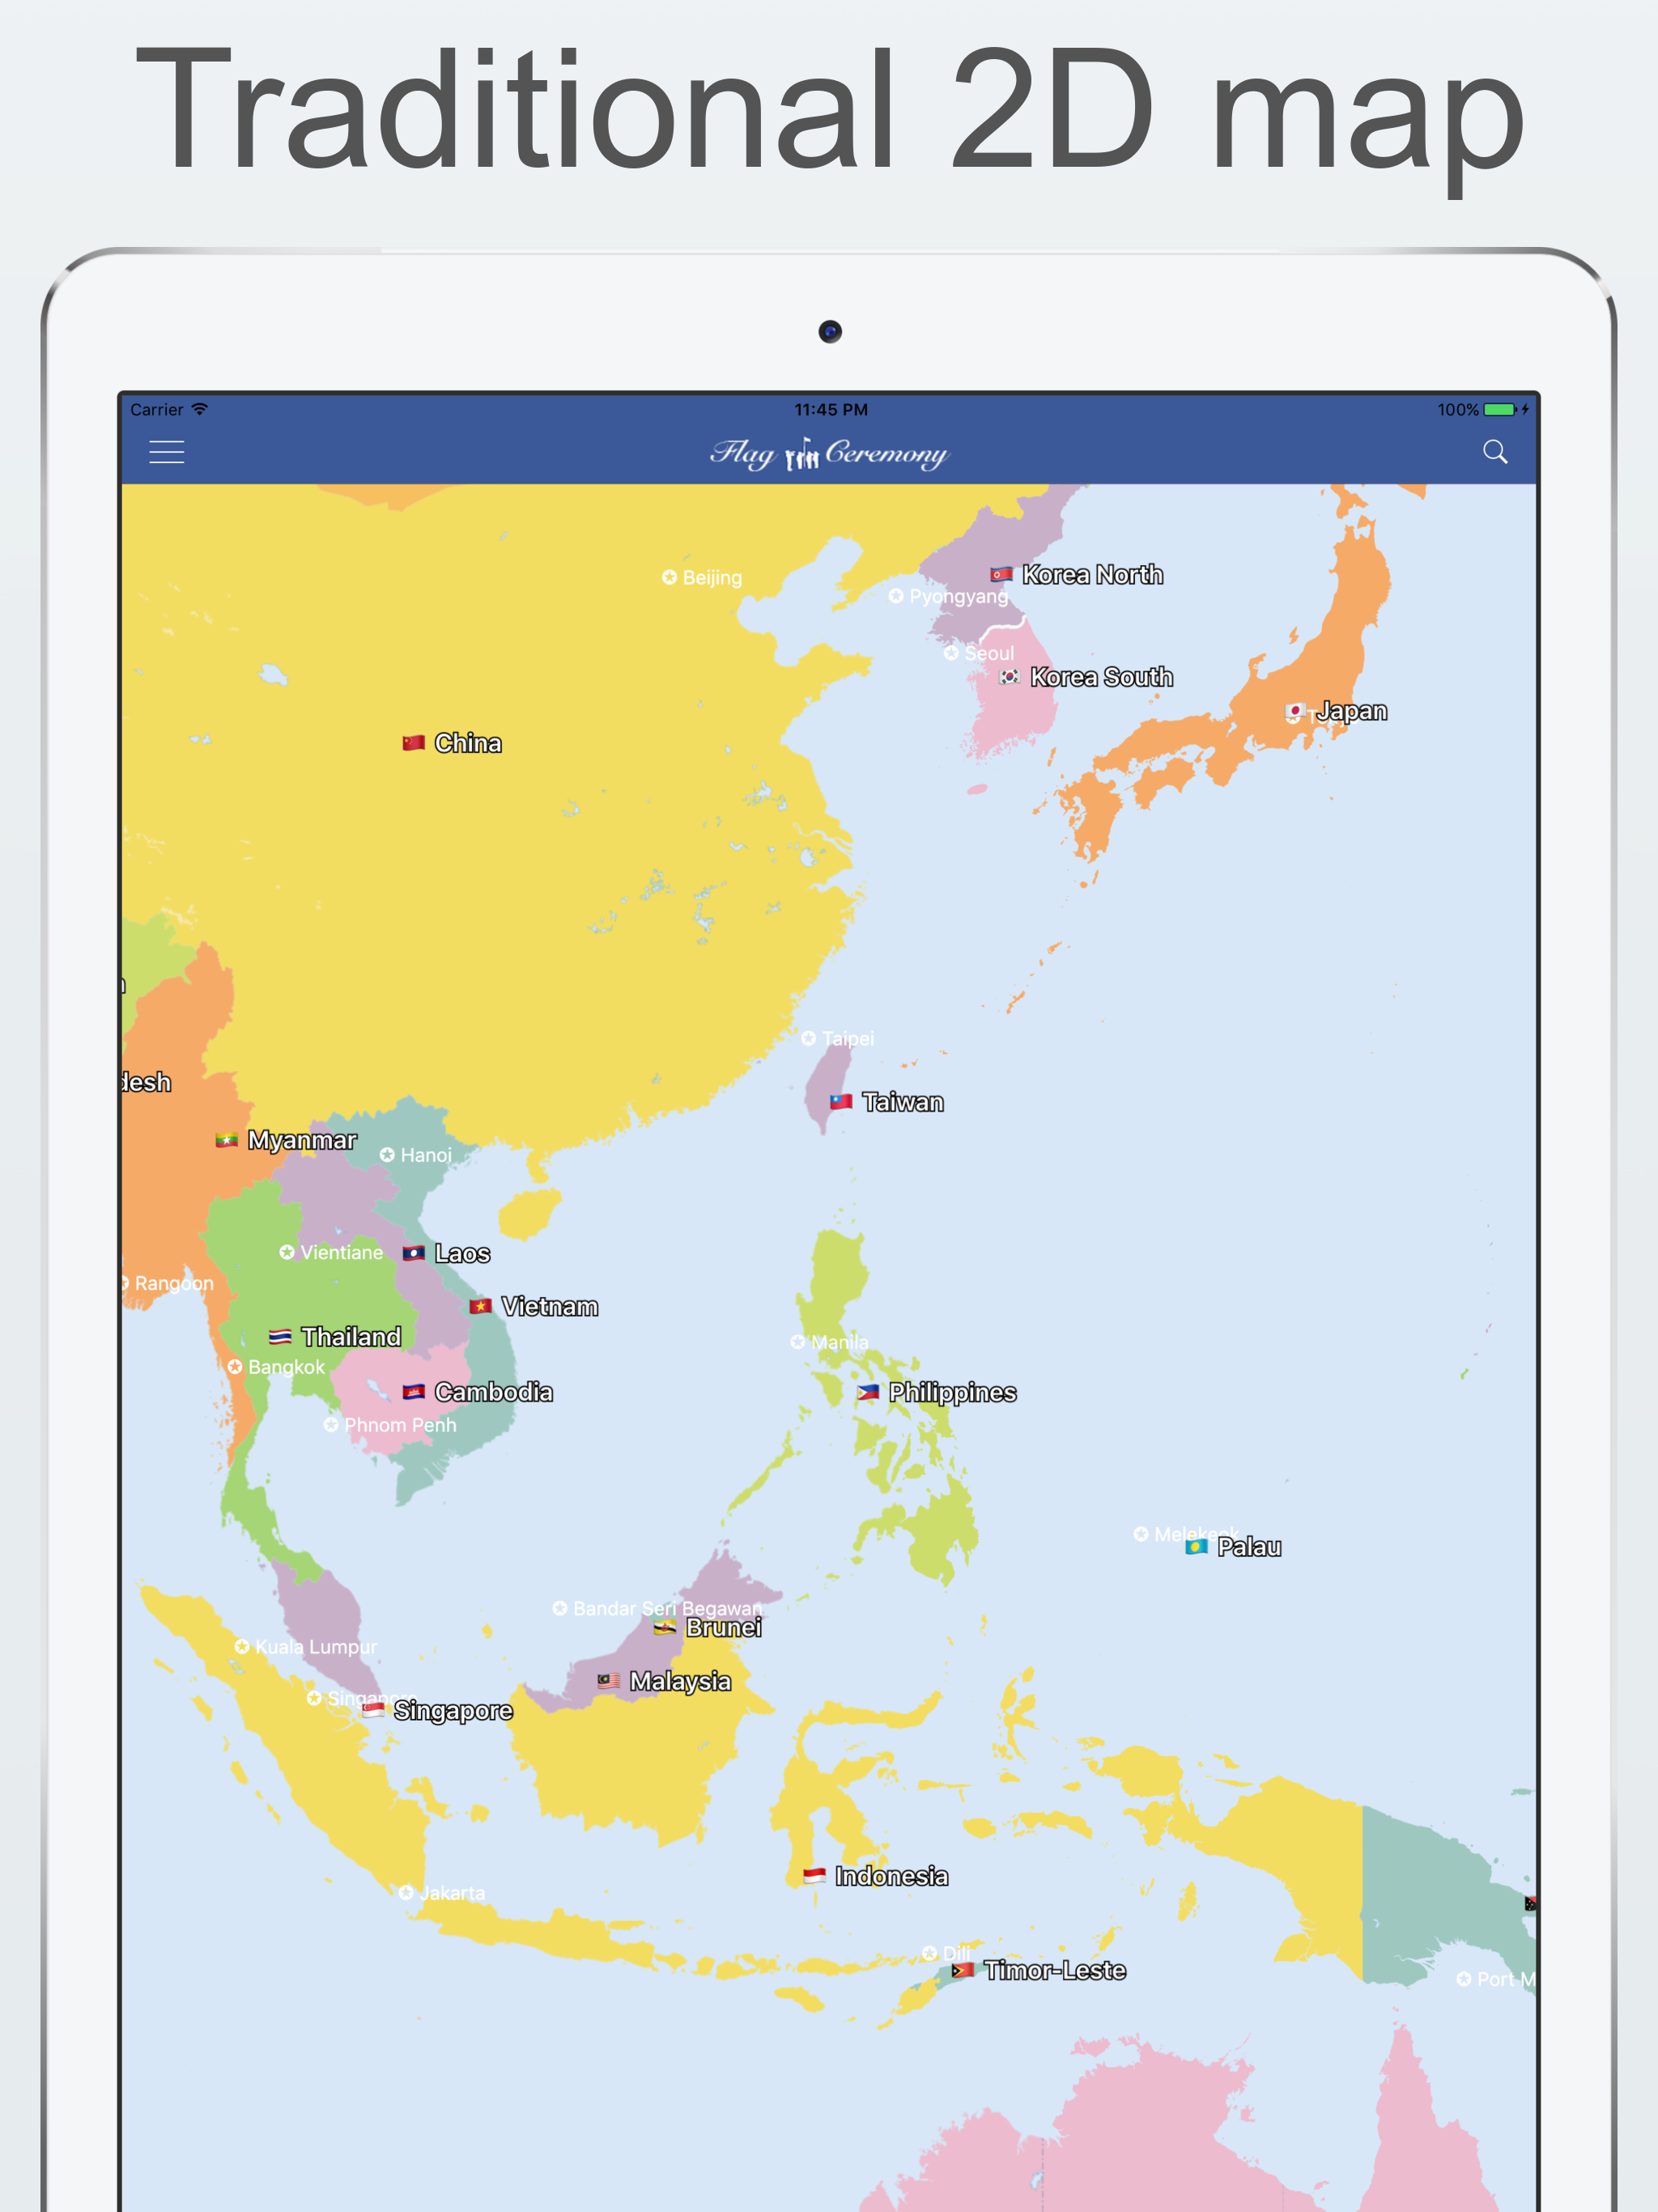 Traditional 2D map
Carrier
11:45 PM
100%
Flag Ceremony
Beijing
Korea North
Pyongyang
Seoul
Korea South
Japan
China
Taipei
desh
Taiwan
Myanmar
Hanoi
Vientiane
Laos
Rangoon
Vietnam
Thailand
Manila
Bangkok
Cambodia
Philippines
Phnom Penh
Melekeok
Palau
Bandar Seri Begawan
Brunei
Kuala Lumpur
Malaysia
Singapore
Singapore
Indonesia
Jakarta
Dili
Timor-Leste
Port M